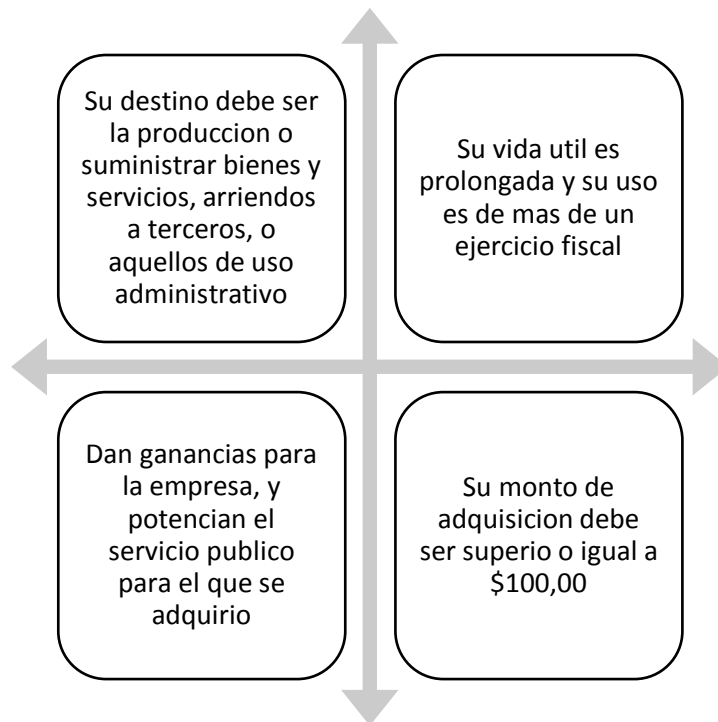 Su destino debe ser
la produccion o
suministrar bienes y
servicios, arriendos
a terceros, o
aquellos de uso
administrativo
Su vida util es
prolongada y su uso
es de mas de un
ejercicio fiscal
Dan ganancias para
la empresa, y
potencian el
servicio publico
para el que se
adquirio
Su monto de
adquisicion debe
ser superio o igual a
$100,00